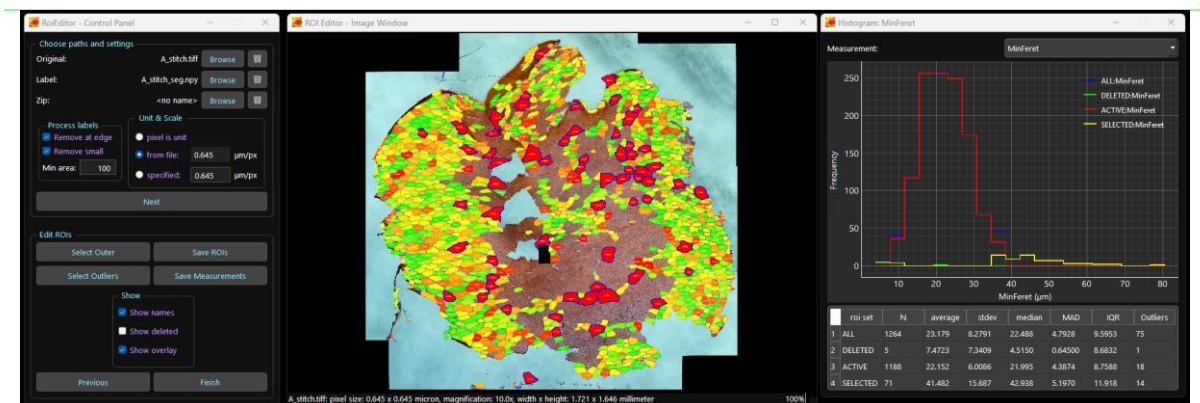 RoiEditor - Control Panel
Choose paths and settings
Original: A_stitch.tiff Browse
Label: A_stitch_seg.npy Browse
Zip: <no name> Browse
Process labels
Remove at edge
Remove small
Min area: 100
Unit & Scale
pixel is unit
from file: 0.645 µm/px
specified: 0.645 µm/px
Next
Edit ROIs
Select Outer Save ROIs
Select Outliers Save Measurements
Show
Show names
Show deleted
Show overlay
Previous Finish
ROI Editor - Image Window
A_stitch.tiff: pixel size: 0.645 x 0.645 micron, magnification: 10.0x, width x height: 1.721 x 1.646 millimeter 100%
Histogram: MinFeret
Measurement: MinFeret
ALL:MinFeret
DELETED:MinFeret
ACTIVE:MinFeret
SELECTED:MinFeret
Frequency
250
200
150
100
50
0
10 20 30 40 50 60 70 80
MinFeret (µm)
roi set N average stdev median MAD IQR Outliers
1 ALL 1264 23.179 8.2791 22.488 4.7928 9.5953 75
2 DELETED 5 7.4723 7.3409 4.5150 0.64500 8.6832 1
3 ACTIVE 1188 22.152 6.0086 21.995 4.3874 8.7588 18
4 SELECTED 71 41.482 15.687 42.938 5.1970 11.918 14